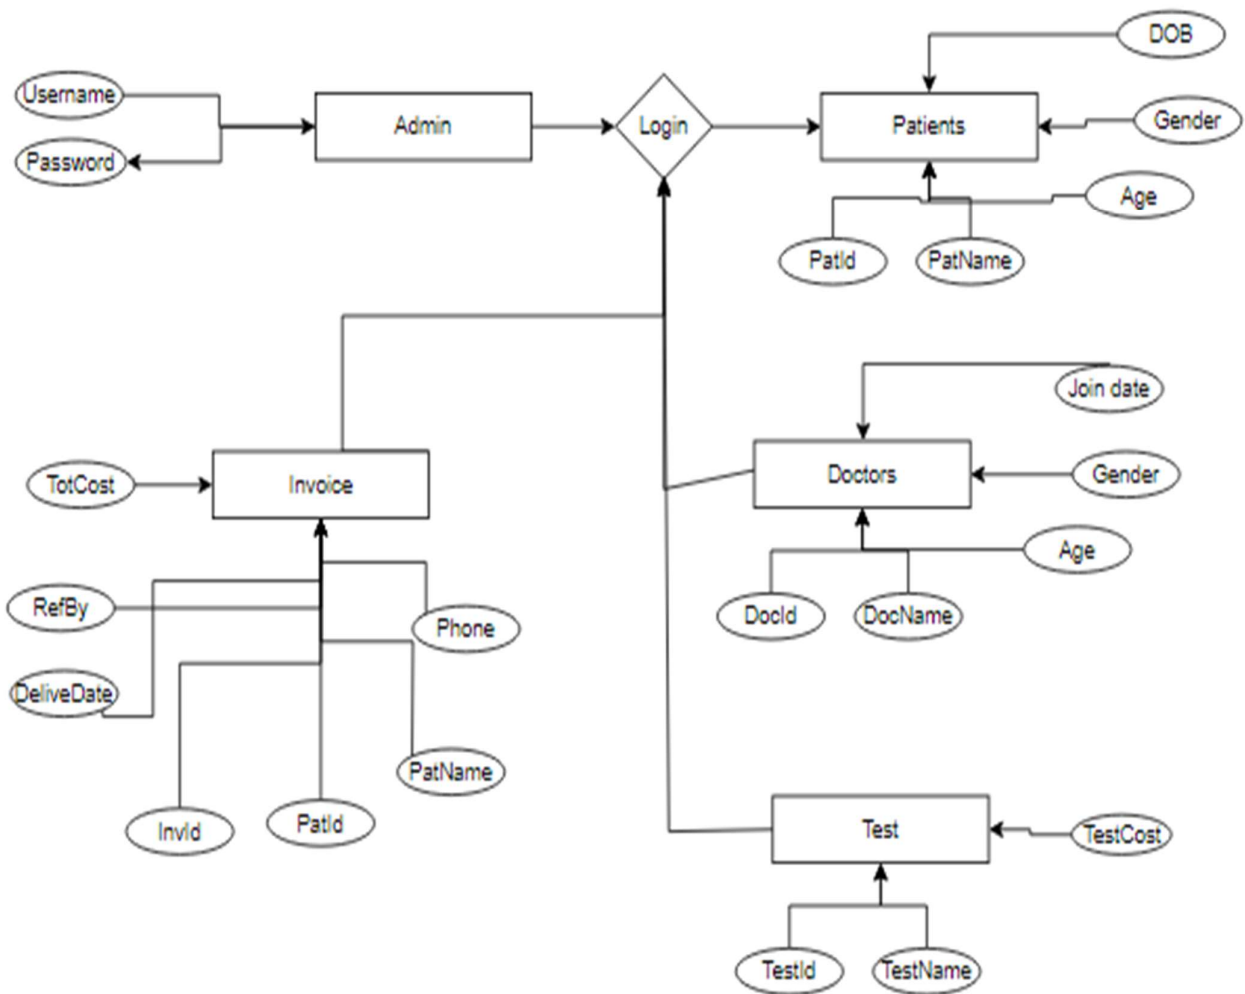 DOB
Username
Admin
Login
Patients
Gender
Password
Age
PatId
PatName
Join date
TotCost
Invoice
Doctors
Gender
Age
RefBy
Phone
DocId
DocName
DeliveDate
PatName
InvId
PatId
Test
TestCost
TestId
TestName